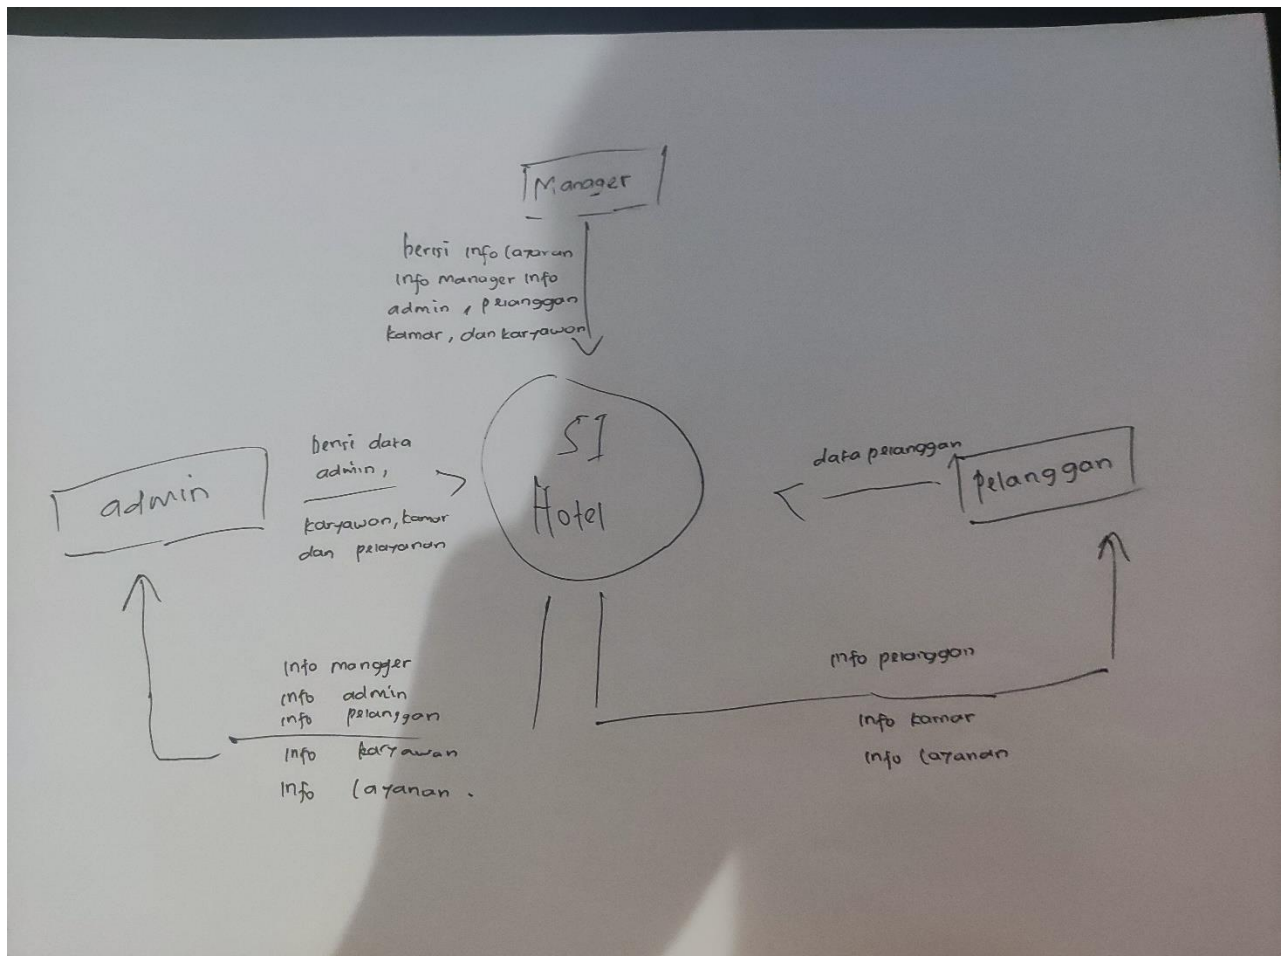 Manager
berisi info layanan
info manager info
admin, pelanggan
kamar, dan karyawan
SI
Hotel
berisi data
admin,
karyawan, kamar
dan pelayanan
admin
data pelanggan
pelanggan
info mangger
info admin
info pelanggan
info karyawan
info layanan.
info pelanggan
info kamar
info layanan